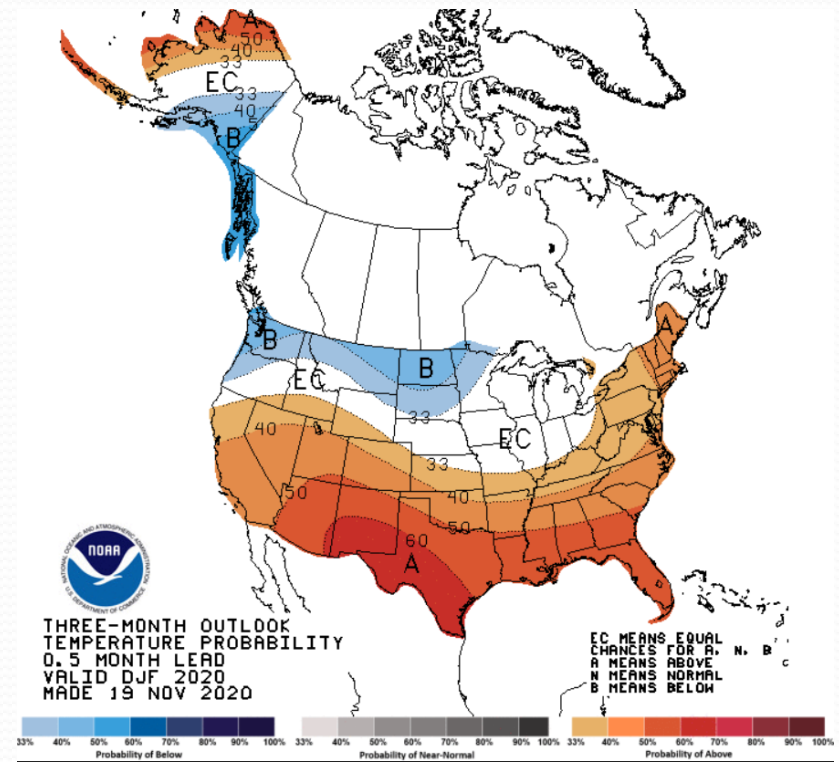 A
50
40
33
EC
33
40
5
B
A
B
B
EC
33
40
EC
33
50
40
50
60
A
NATIONAL OCEANIC AND ATMOSPHERIC ADMINISTRATION
NOAA
U.S. DEPARTMENT OF COMMERCE
THREE-MONTH OUTLOOK
TEMPERATURE PROBABILITY
0.5 MONTH LEAD
VALID DJF 2020
MADE 19 NOV 2020
EC MEANS EQUAL
CHANCES FOR A, N, B
A MEANS ABOVE
N MEANS NORMAL
B MEANS BELOW
33% 40% 50% 60% 70% 80% 90% 100% 33% 40% 50% 60% 70% 80% 90% 100% 33% 40% 50% 60% 70% 80% 90% 100%
Probability of Below Probability of Near-Normal Probability of Above